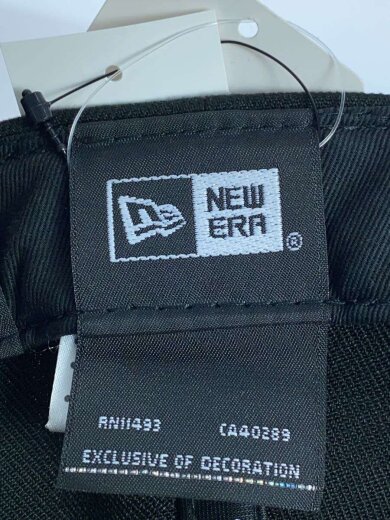 NEW
ERA
®
RN11493 CA40289
EXCLUSIVE OF DECORATION